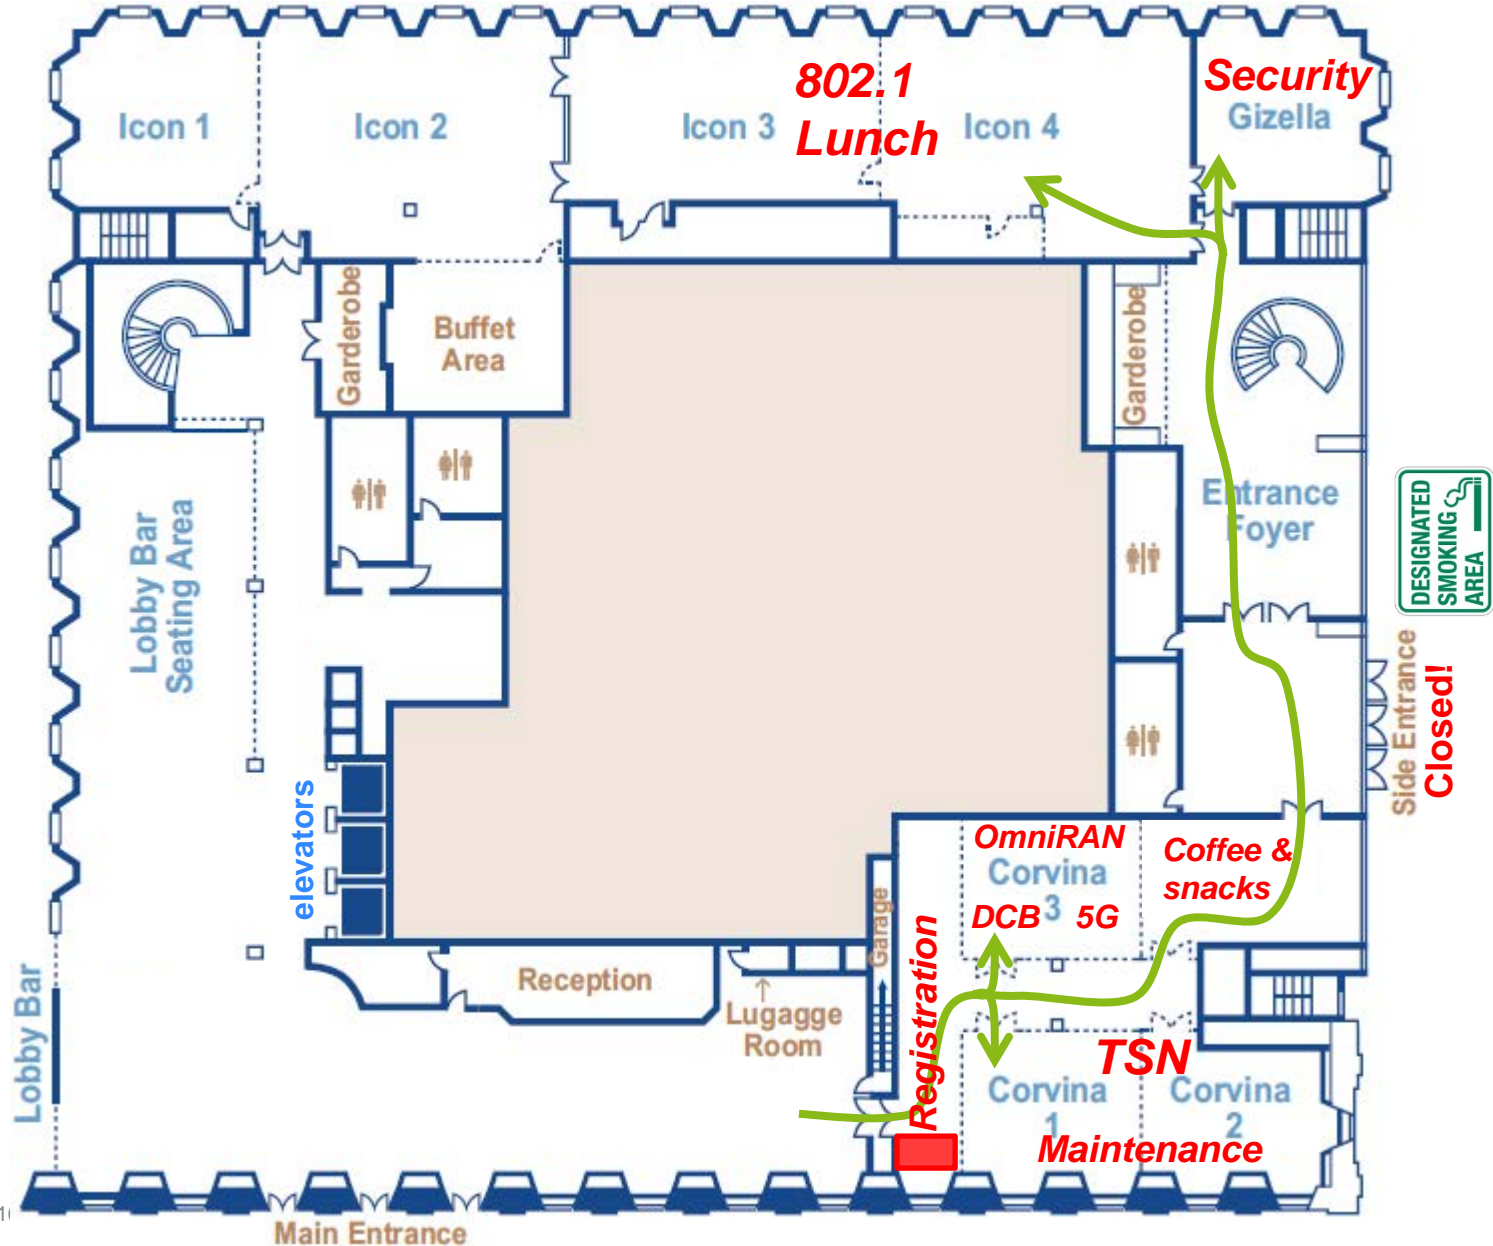 802.1
Lunch
Security
Icon 1
Icon 2
Icon 3
Icon 4
Gizella
Garderobe
Buffet
Area
Garderobe
Entrance
Foyer
DESIGNATED
SMOKING
AREA
Lobby Bar
Seating Area
Side Entrance
Closed!
elevators
OmniRAN
Corvina
3
DCB 5G
Coffee &
snacks
Garage
Registration
Reception
Lugagge
Room
Lobby Bar
TSN
Corvina
1
Corvina
2
Maintenance
Main Entrance